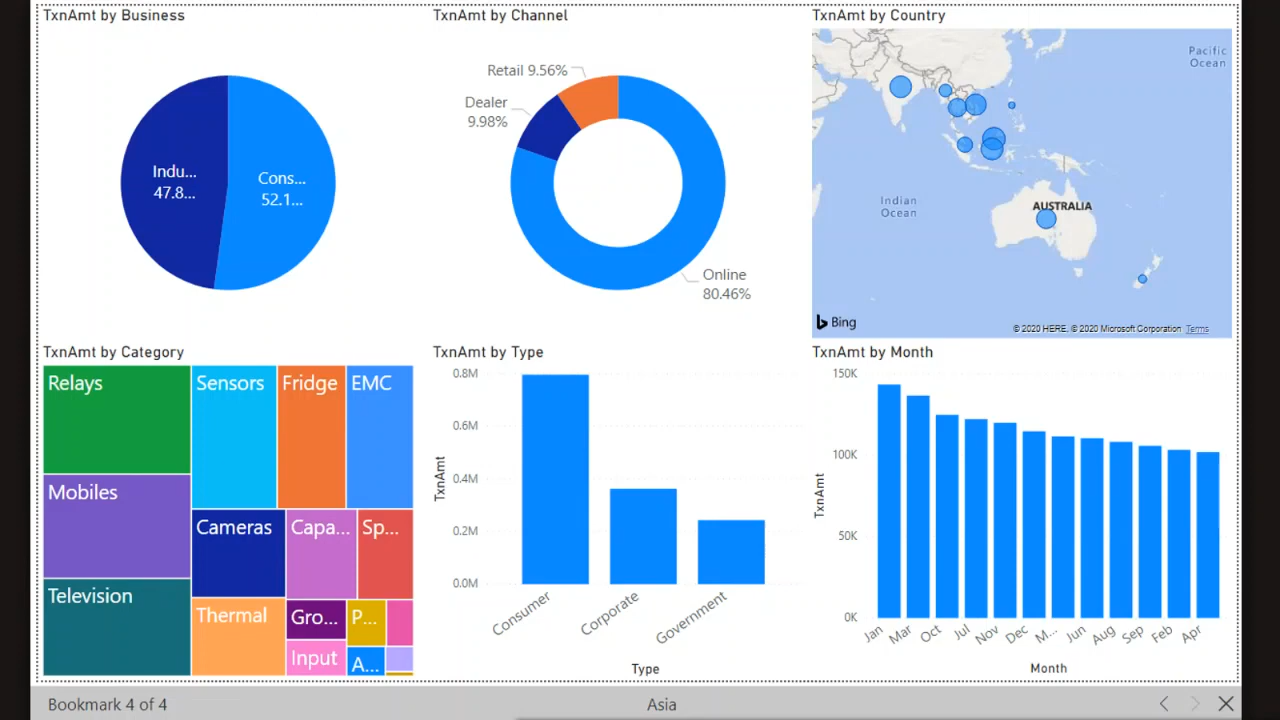 TxnAmt by Business
Indu...
47.8...
Cons...
52.1...
TxnAmt by Channel
Retail 9.56%
Dealer
9.98%
Online
80.46%
TxnAmt by Country
Pacific
Ocean
Indian
Ocean
AUSTRALIA
Bing
© 2020 HERE, © 2020 Microsoft Corporation Terms
TxnAmt by Category
Relays
Sensors
Fridge
EMC
Mobiles
Cameras
Capa...
Sp...
Television
Thermal
Gro...
P...
Input
A...
TxnAmt by Type
TxnAmt
0.8M
0.6M
0.4M
0.2M
0.0M
Consumer
Corporate
Government
Type
TxnAmt by Month
TxnAmt
150K
100K
50K
0K
Jan
Mar
Oct
Jul
Nov
Dec
M...
Jun
Aug
Sep
Feb
Apr
Month
Bookmark 4 of 4
Asia